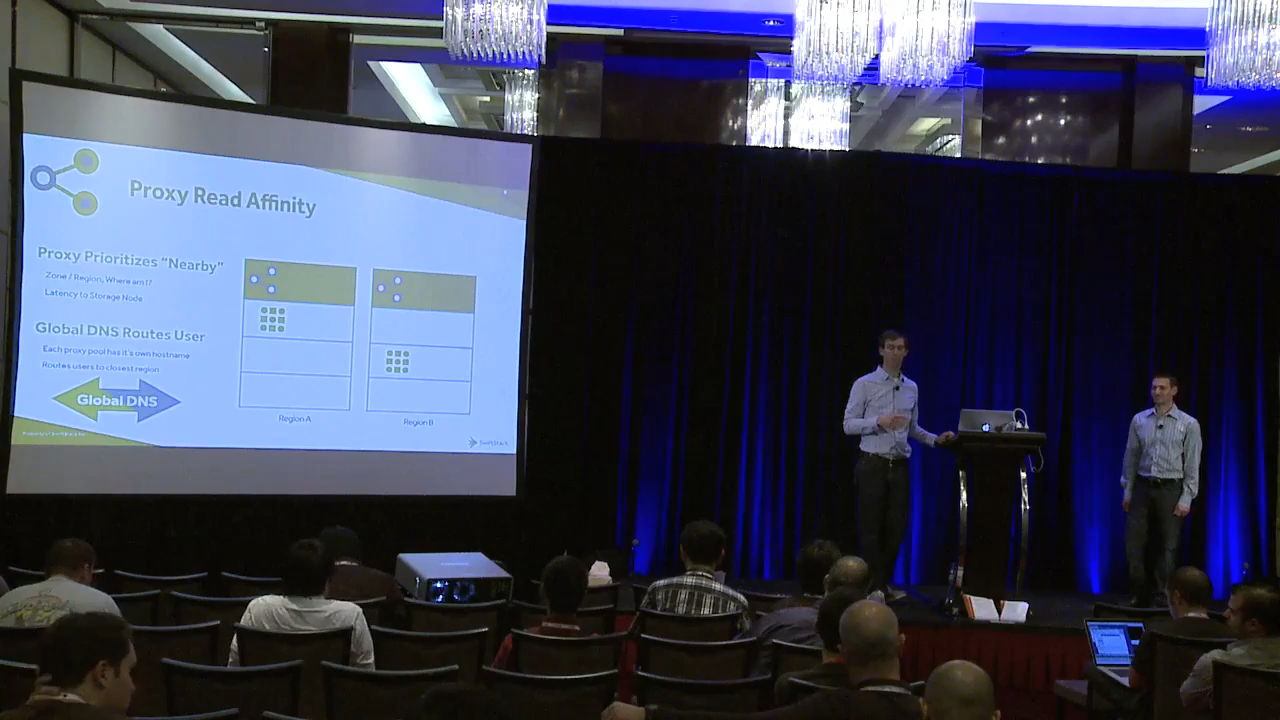 Proxy Read Affinity
Proxy Prioritizes "Nearby"
Zone / Region, Where am I?
Latency to Storage Node
Global DNS Routes User
Each proxy pool has it's own hostname
Routes users to closest region
Global DNS
Region A
Region B
SwiftStack